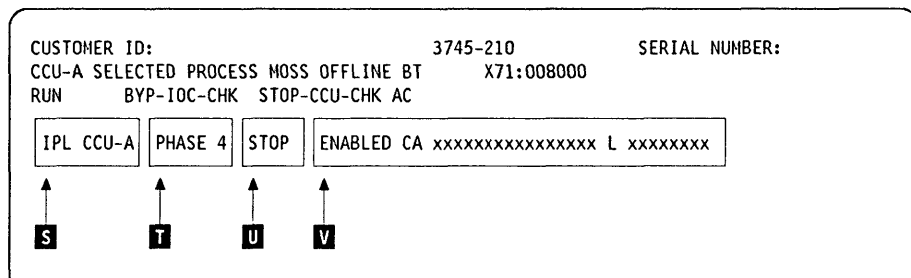 CUSTOMER ID: 3745-210 SERIAL NUMBER:
CCU-A SELECTED PROCESS MOSS OFFLINE BT X71:008000
RUN BYP-IOC-CHK STOP-CCU-CHK AC
IPL CCU-A PHASE 4 STOP ENABLED CA xxxxxxxxxxxxxxxx L xxxxxxxx
S T U V